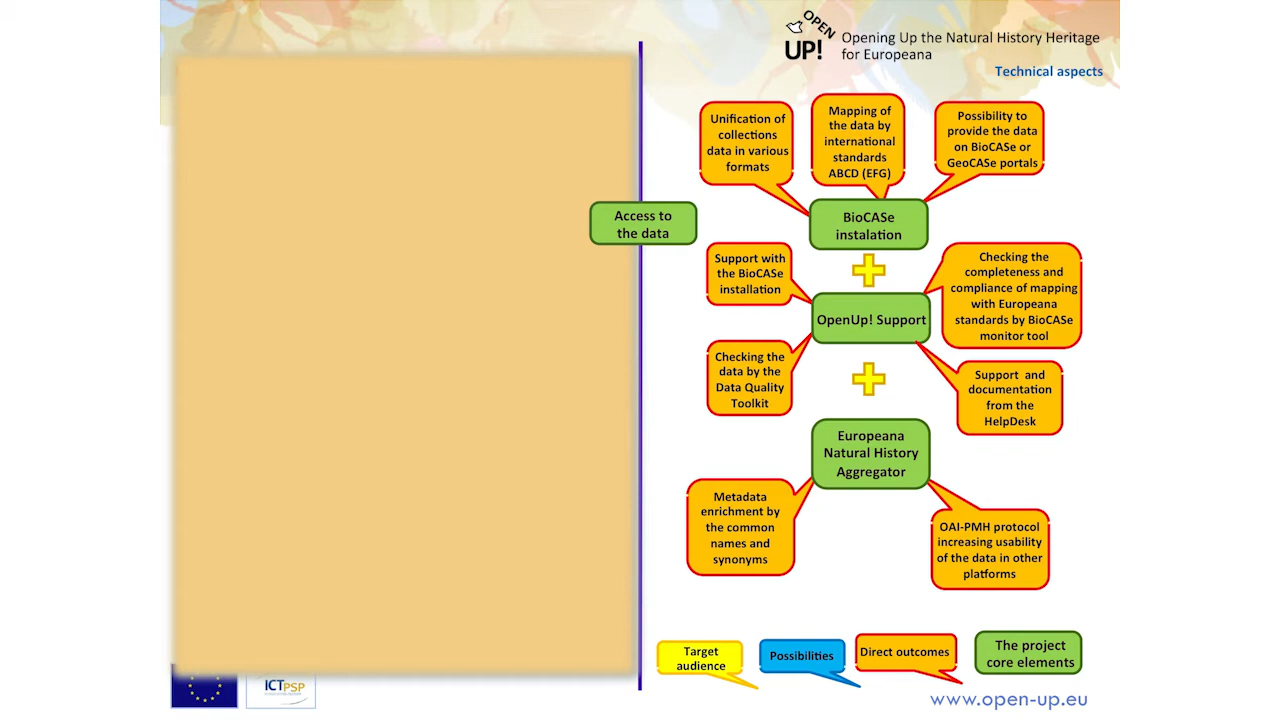 OPEN
UP!
Opening Up the Natural History Heritage
for Europeana
Technical aspects
Unification of
collections
data in various
formats
Mapping of
the data by
international
standards
ABCD (EFG)
Possibility to
provide the data
on BioCASe or
GeoCASe portals
Access to
the data
BioCASe
instalation
Support with
the BioCASe
installation
Checking the
completeness and
compliance of mapping
with Europeana
standards by BioCASe
monitor tool
OpenUp! Support
Checking the
data by the
Data Quality
Toolkit
Support and
documentation
from the
HelpDesk
Europeana
Natural History
Aggregator
Metadata
enrichment by
the common
names and
synonyms
OAI-PMH protocol
increasing usability
of the data in other
platforms
Target
audience
Possibilities
Direct outcomes
The project
core elements
ICTPSP
www.open-up.eu